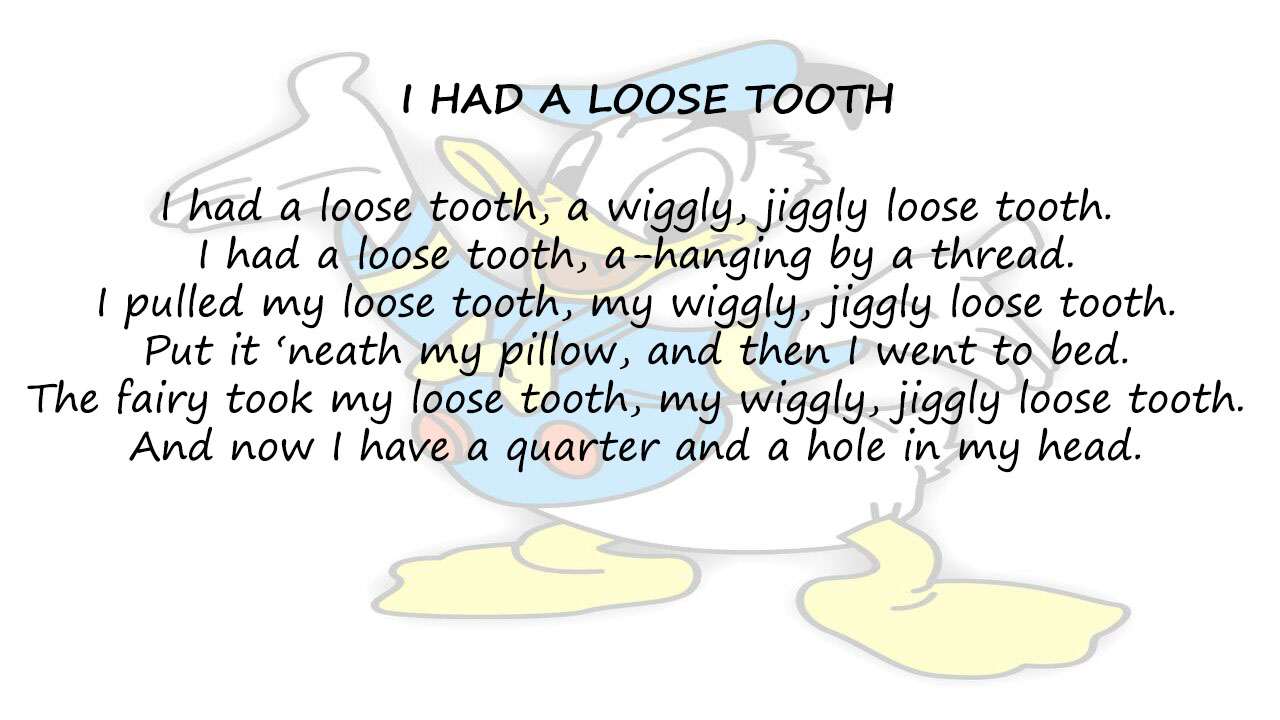 I HAD A LOOSE TOOTH
I had a loose tooth, a wiggly, jiggly loose tooth.
I had a loose tooth, a-hanging by a thread.
I pulled my loose tooth, my wiggly, jiggly loose tooth.
Put it ‘neath my pillow, and then I went to bed.
The fairy took my loose tooth, my wiggly, jiggly loose tooth.
And now I have a quarter and a hole in my head.